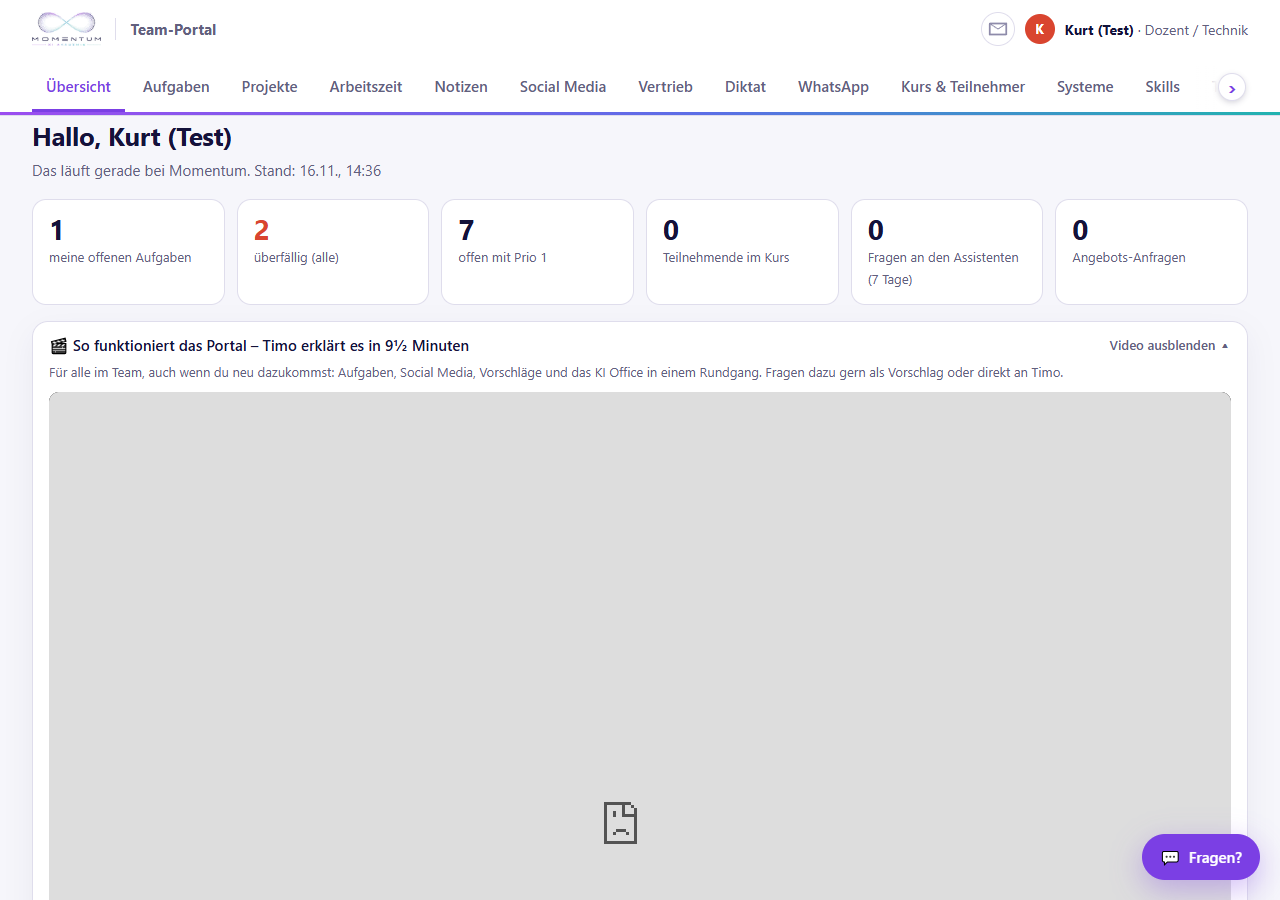 MOMENTUM
Team-Portal
K
Kurt (Test) · Dozent / Technik
Übersicht
Aufgaben
Projekte
Arbeitszeit
Notizen
Social Media
Vertrieb
Diktat
WhatsApp
Kurs & Teilnehmer
Systeme
Skills
Hallo, Kurt (Test)
Das läuft gerade bei Momentum. Stand: 16.11., 14:36
1
meine offenen Aufgaben
2
überfällig (alle)
7
offen mit Prio 1
0
Teilnehmende im Kurs
0
Fragen an den Assistenten
(7 Tage)
0
Angebots-Anfragen
🎬 So funktioniert das Portal – Timo erklärt es in 9½ Minuten
Video ausblenden ▲
Für alle im Team, auch wenn du neu dazukommst: Aufgaben, Social Media, Vorschläge und das KI Office in einem Rundgang. Fragen dazu gern als Vorschlag oder direkt an Timo.
💬 Fragen?